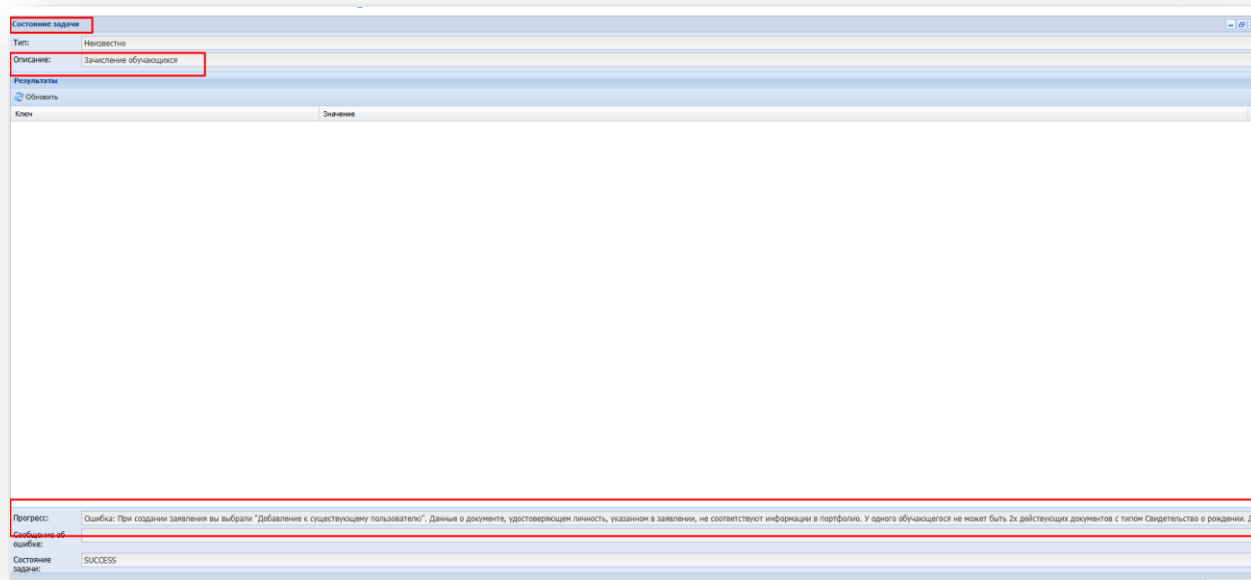 Состояние задачи
Тип: Неизвестно
Описание: Зачисление обучающихся
Результаты
Обновить
Ключ Значение
Прогресс: Ошибка: При создании заявления вы выбрали "Добавление к существующему пользователю". Данные о документе, удостоверяющем личность, указанном в заявлении, не соответствуют информации в портфолио. У одного обучающегося не может быть 2х действующих документов с типом Свидетельство о рождении.
Сообщение об
ошибке:
Состояние SUCCESS
задачи: